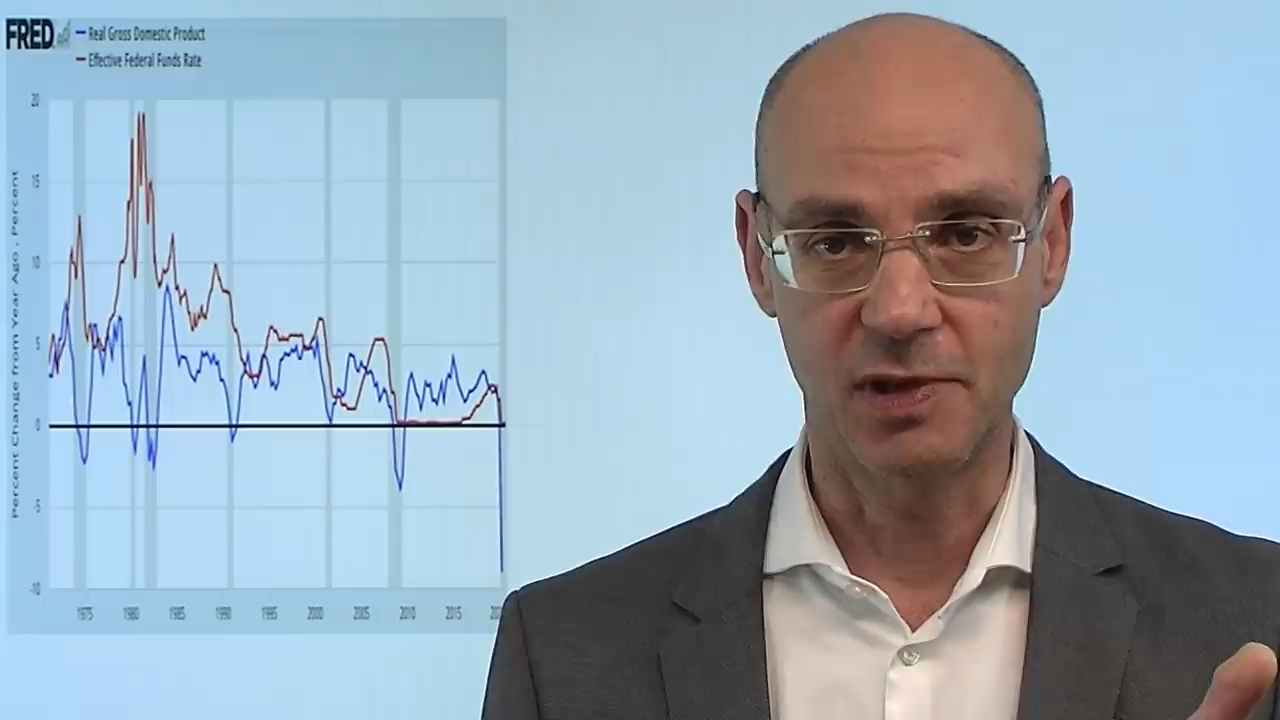 FRED
Real Gross Domestic Product
Effective Federal Funds Rate
Percent Change from Year Ago , Percent
20
15
10
5
0
-5
-10
1975 1980 1985 1990 1995 2000 2005 2010 2015 20